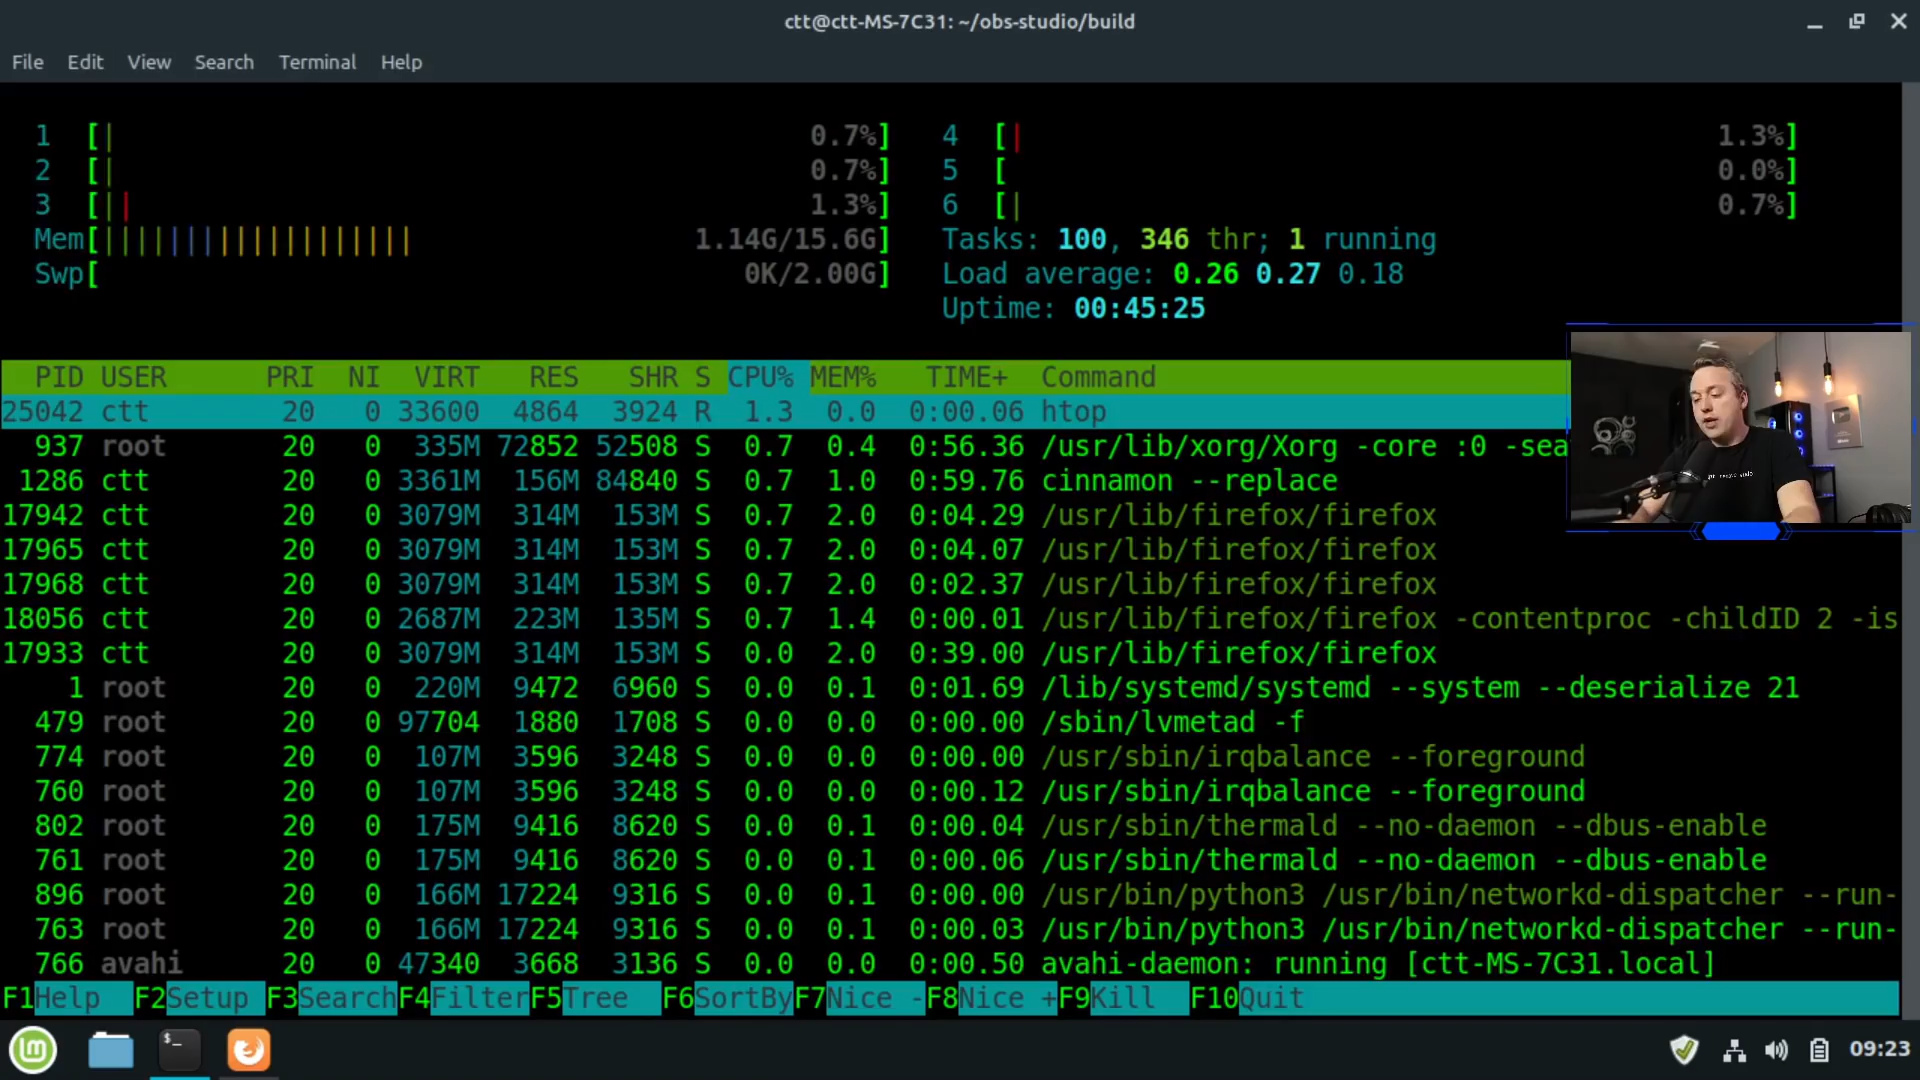 ctt@ctt-MS-7C31: ~/obs-studio/build
File Edit View Search Terminal Help
1 [| 0.7%] 4 [| 1.3%]
2 [| 0.7%] 5 [ 0.0%]
3 [|| 1.3%] 6 [| 0.7%]
Mem[||||||||||||||||||| 1.14G/15.6G] Tasks: 100, 346 thr; 1 running
Swp[ 0K/2.00G] Load average: 0.26 0.27 0.18
Uptime: 00:45:25
PID USER PRI NI VIRT RES SHR S CPU% MEM% TIME+ Command
25042 ctt 20 0 33600 4864 3924 R 1.3 0.0 0:00.06 htop
937 root 20 0 335M 72852 52508 S 0.7 0.4 0:56.36 /usr/lib/xorg/Xorg -core :0 -sea
1286 ctt 20 0 3361M 156M 84840 S 0.7 1.0 0:59.76 cinnamon --replace
17942 ctt 20 0 3079M 314M 153M S 0.7 2.0 0:04.29 /usr/lib/firefox/firefox
17965 ctt 20 0 3079M 314M 153M S 0.7 2.0 0:04.07 /usr/lib/firefox/firefox
17968 ctt 20 0 3079M 314M 153M S 0.7 2.0 0:02.37 /usr/lib/firefox/firefox
18056 ctt 20 0 2687M 223M 135M S 0.7 1.4 0:00.01 /usr/lib/firefox/firefox -contentproc -childID 2 -is
17933 ctt 20 0 3079M 314M 153M S 0.0 2.0 0:39.00 /usr/lib/firefox/firefox
1 root 20 0 220M 9472 6960 S 0.0 0.1 0:01.69 /lib/systemd/systemd --system --deserialize 21
479 root 20 0 97704 1880 1708 S 0.0 0.0 0:00.00 /sbin/lvmetad -f
774 root 20 0 107M 3596 3248 S 0.0 0.0 0:00.00 /usr/sbin/irqbalance --foreground
760 root 20 0 107M 3596 3248 S 0.0 0.0 0:00.12 /usr/sbin/irqbalance --foreground
802 root 20 0 175M 9416 8620 S 0.0 0.1 0:00.04 /usr/sbin/thermald --no-daemon --dbus-enable
761 root 20 0 175M 9416 8620 S 0.0 0.1 0:00.06 /usr/sbin/thermald --no-daemon --dbus-enable
896 root 20 0 166M 17224 9316 S 0.0 0.1 0:00.00 /usr/bin/python3 /usr/bin/networkd-dispatcher --run-
763 root 20 0 166M 17224 9316 S 0.0 0.1 0:00.03 /usr/bin/python3 /usr/bin/networkd-dispatcher --run-
766 avahi 20 0 47340 3668 3136 S 0.0 0.0 0:00.50 avahi-daemon: running [ctt-MS-7C31.local]
F1Help F2Setup F3SearchF4FilterF5Tree F6SortByF7Nice -F8Nice +F9Kill F10Quit
09:23